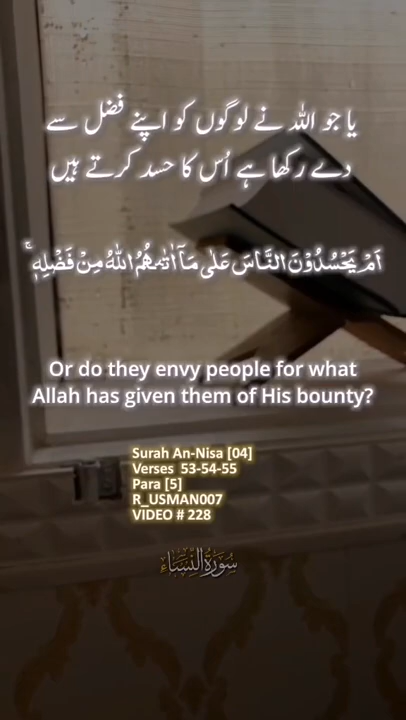 یا جو اللہ نے لوگوں کو اپنے فضل سے
دے رکھا ہے اُس کا حسد کرتے ہیں
اَمْ یَحْسُدُوْنَ النَّاسَ عَلٰی مَاۤ اٰتٰىهُمُ اللّٰهُ مِنْ فَضْلِهٖ ۚ
Or do they envy people for what
Allah has given them of His bounty?
Surah An-Nisa [04]
Verses 53-54-55
Para [5]
R_USMAN007
VIDEO # 228
سُوْرَةُ النِّسَاء